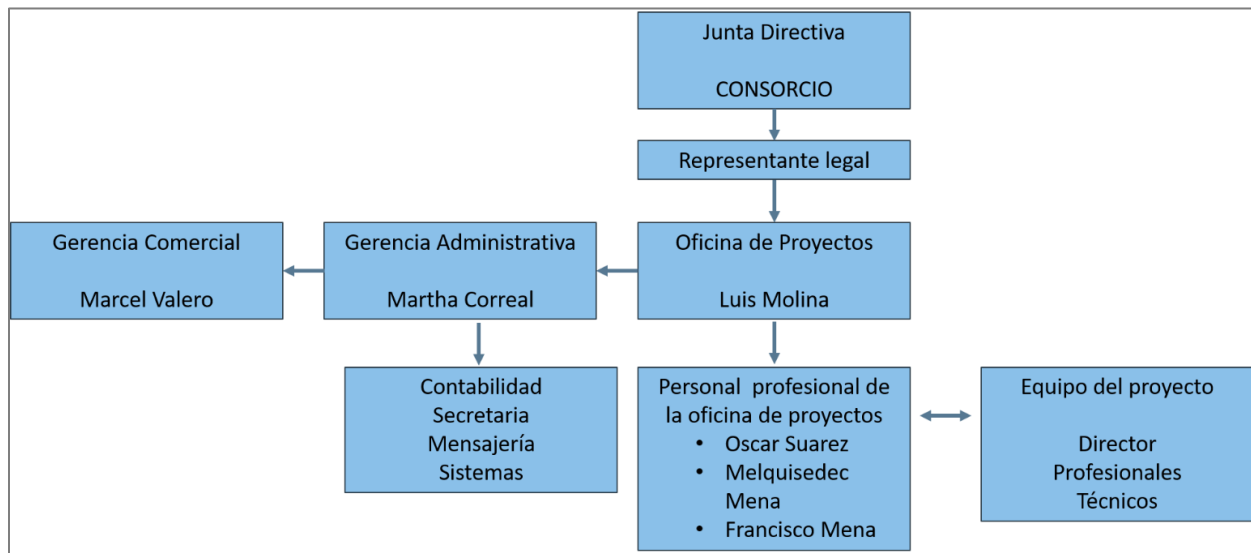 Junta Directiva
CONSORCIO
Representante legal
Gerencia Comercial
Marcel Valero
Gerencia Administrativa
Martha Correal
Oficina de Proyectos
Luis Molina
Contabilidad
Secretaria
Mensajería
Sistemas
Personal profesional de
la oficina de proyectos
• Oscar Suarez
• Melquisedec
Mena
• Francisco Mena
Equipo del proyecto
Director
Profesionales
Técnicos